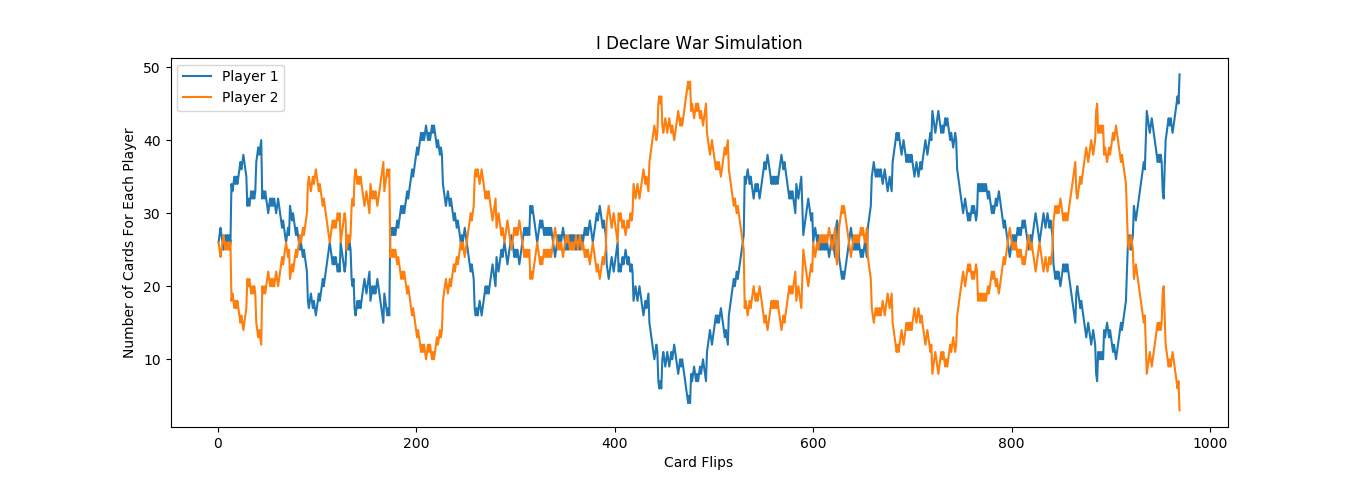 I Declare War Simulation
Player 1
Player 2
Number of Cards For Each Player
50
40
30
20
10
0
200
400
600
800
1000
Card Flips